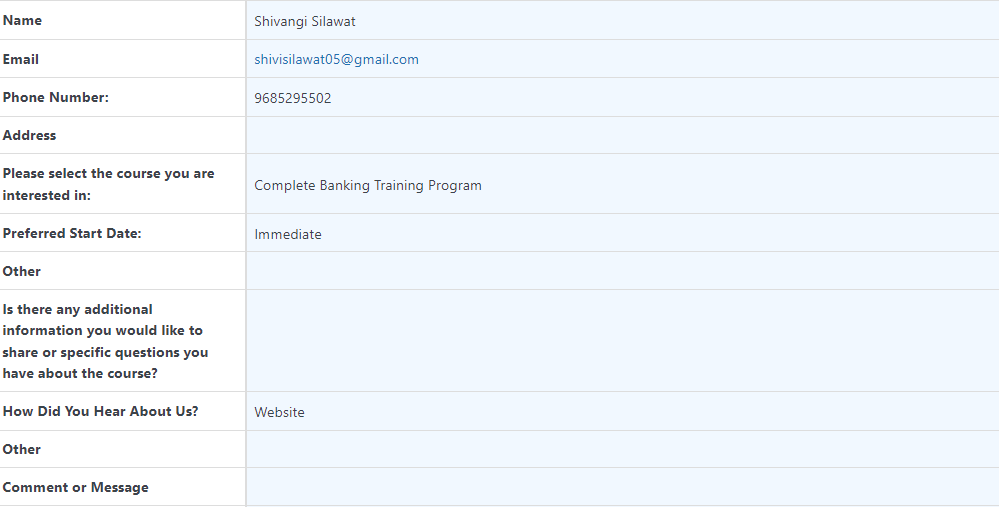 Name
Shivangi Silawat
Email
shivisilawat05@gmail.com
Phone Number:
9685295502
Address
Please select the course you are
interested in:
Complete Banking Training Program
Preferred Start Date:
Immediate
Other
Is there any additional
information you would like to
share or specific questions you
have about the course?
How Did You Hear About Us?
Website
Other
Comment or Message